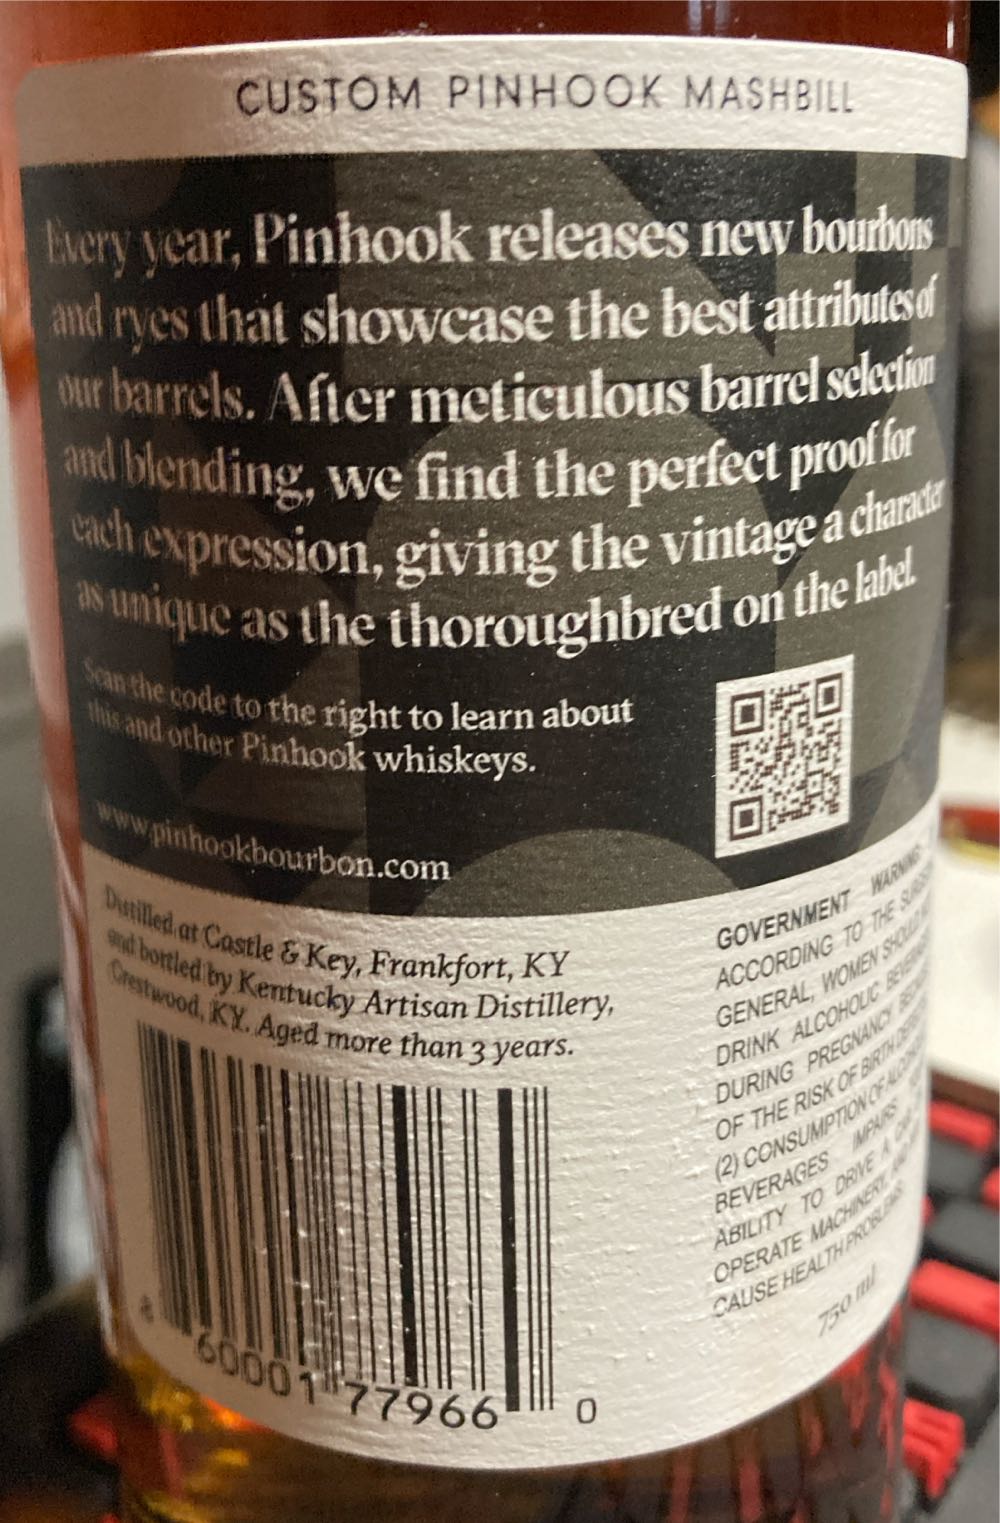 CUSTOM PINHOOK MASHBILL
Every year, Pinhook releases new bourbons
and ryes that showcase the best attributes of
our barrels. After meticulous barrel selection
and blending, we find the perfect proof for
each expression, giving the vintage a character
as unique as the thoroughbred on the label.
Scan the code to the right to learn about
this and other Pinhook whiskeys.
www.pinhookbourbon.com
Distilled at Castle & Key, Frankfort, KY
and bottled by Kentucky Artisan Distillery,
Crestwood, KY. Aged more than 3 years.
8 60001 77966 0
GOVERNMENT WARNING:
ACCORDING TO THE
GENERAL, WOMEN SHOULD
DRINK ALCOHOLIC
DURING PREGNANCY
OF THE RISK OF BIRTH
(2) CONSUMPTION OF
BEVERAGES IMPAIRS
ABILITY TO DRIVE A
OPERATE MACHINERY,
CAUSE HEALTH PROBLEMS.
750 ml